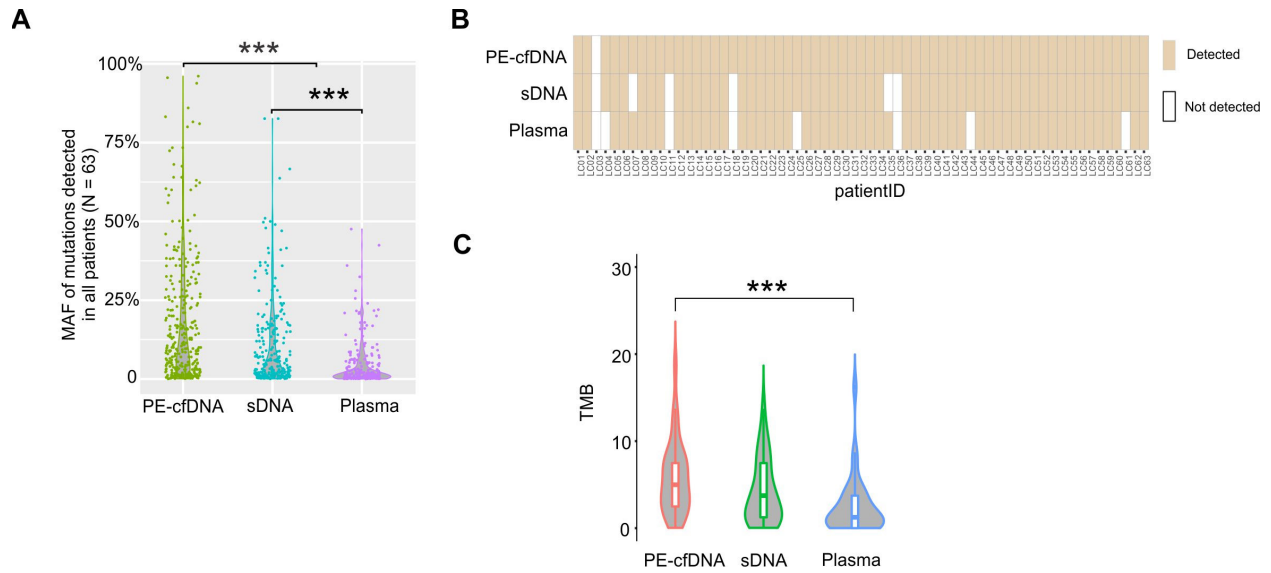 A
***
***
100%
75%
50%
25%
0
MAF of mutations detected
in all patients (N = 63)
PE-cfDNA sDNA Plasma
B
PE-cfDNA
sDNA
Plasma
LC01 LC02 LC03 LC04 LC05 LC06 LC07 LC08 LC09 LC10 LC11 LC12 LC13 LC14 LC15 LC16 LC17 LC18 LC19 LC20 LC21 LC22 LC23 LC24 LC25 LC26 LC27 LC28 LC29 LC30 LC31 LC32 LC33 LC34 LC35 LC36 LC37 LC38 LC39 LC40 LC41 LC42 LC43 LC44 LC45 LC46 LC47 LC48 LC49 LC50 LC51 LC52 LC53 LC54 LC55 LC56 LC57 LC58 LC59 LC60 LC61 LC62 LC63
patientID
Detected
Not detected
C
***
30
20
10
0
TMB
PE-cfDNA sDNA Plasma